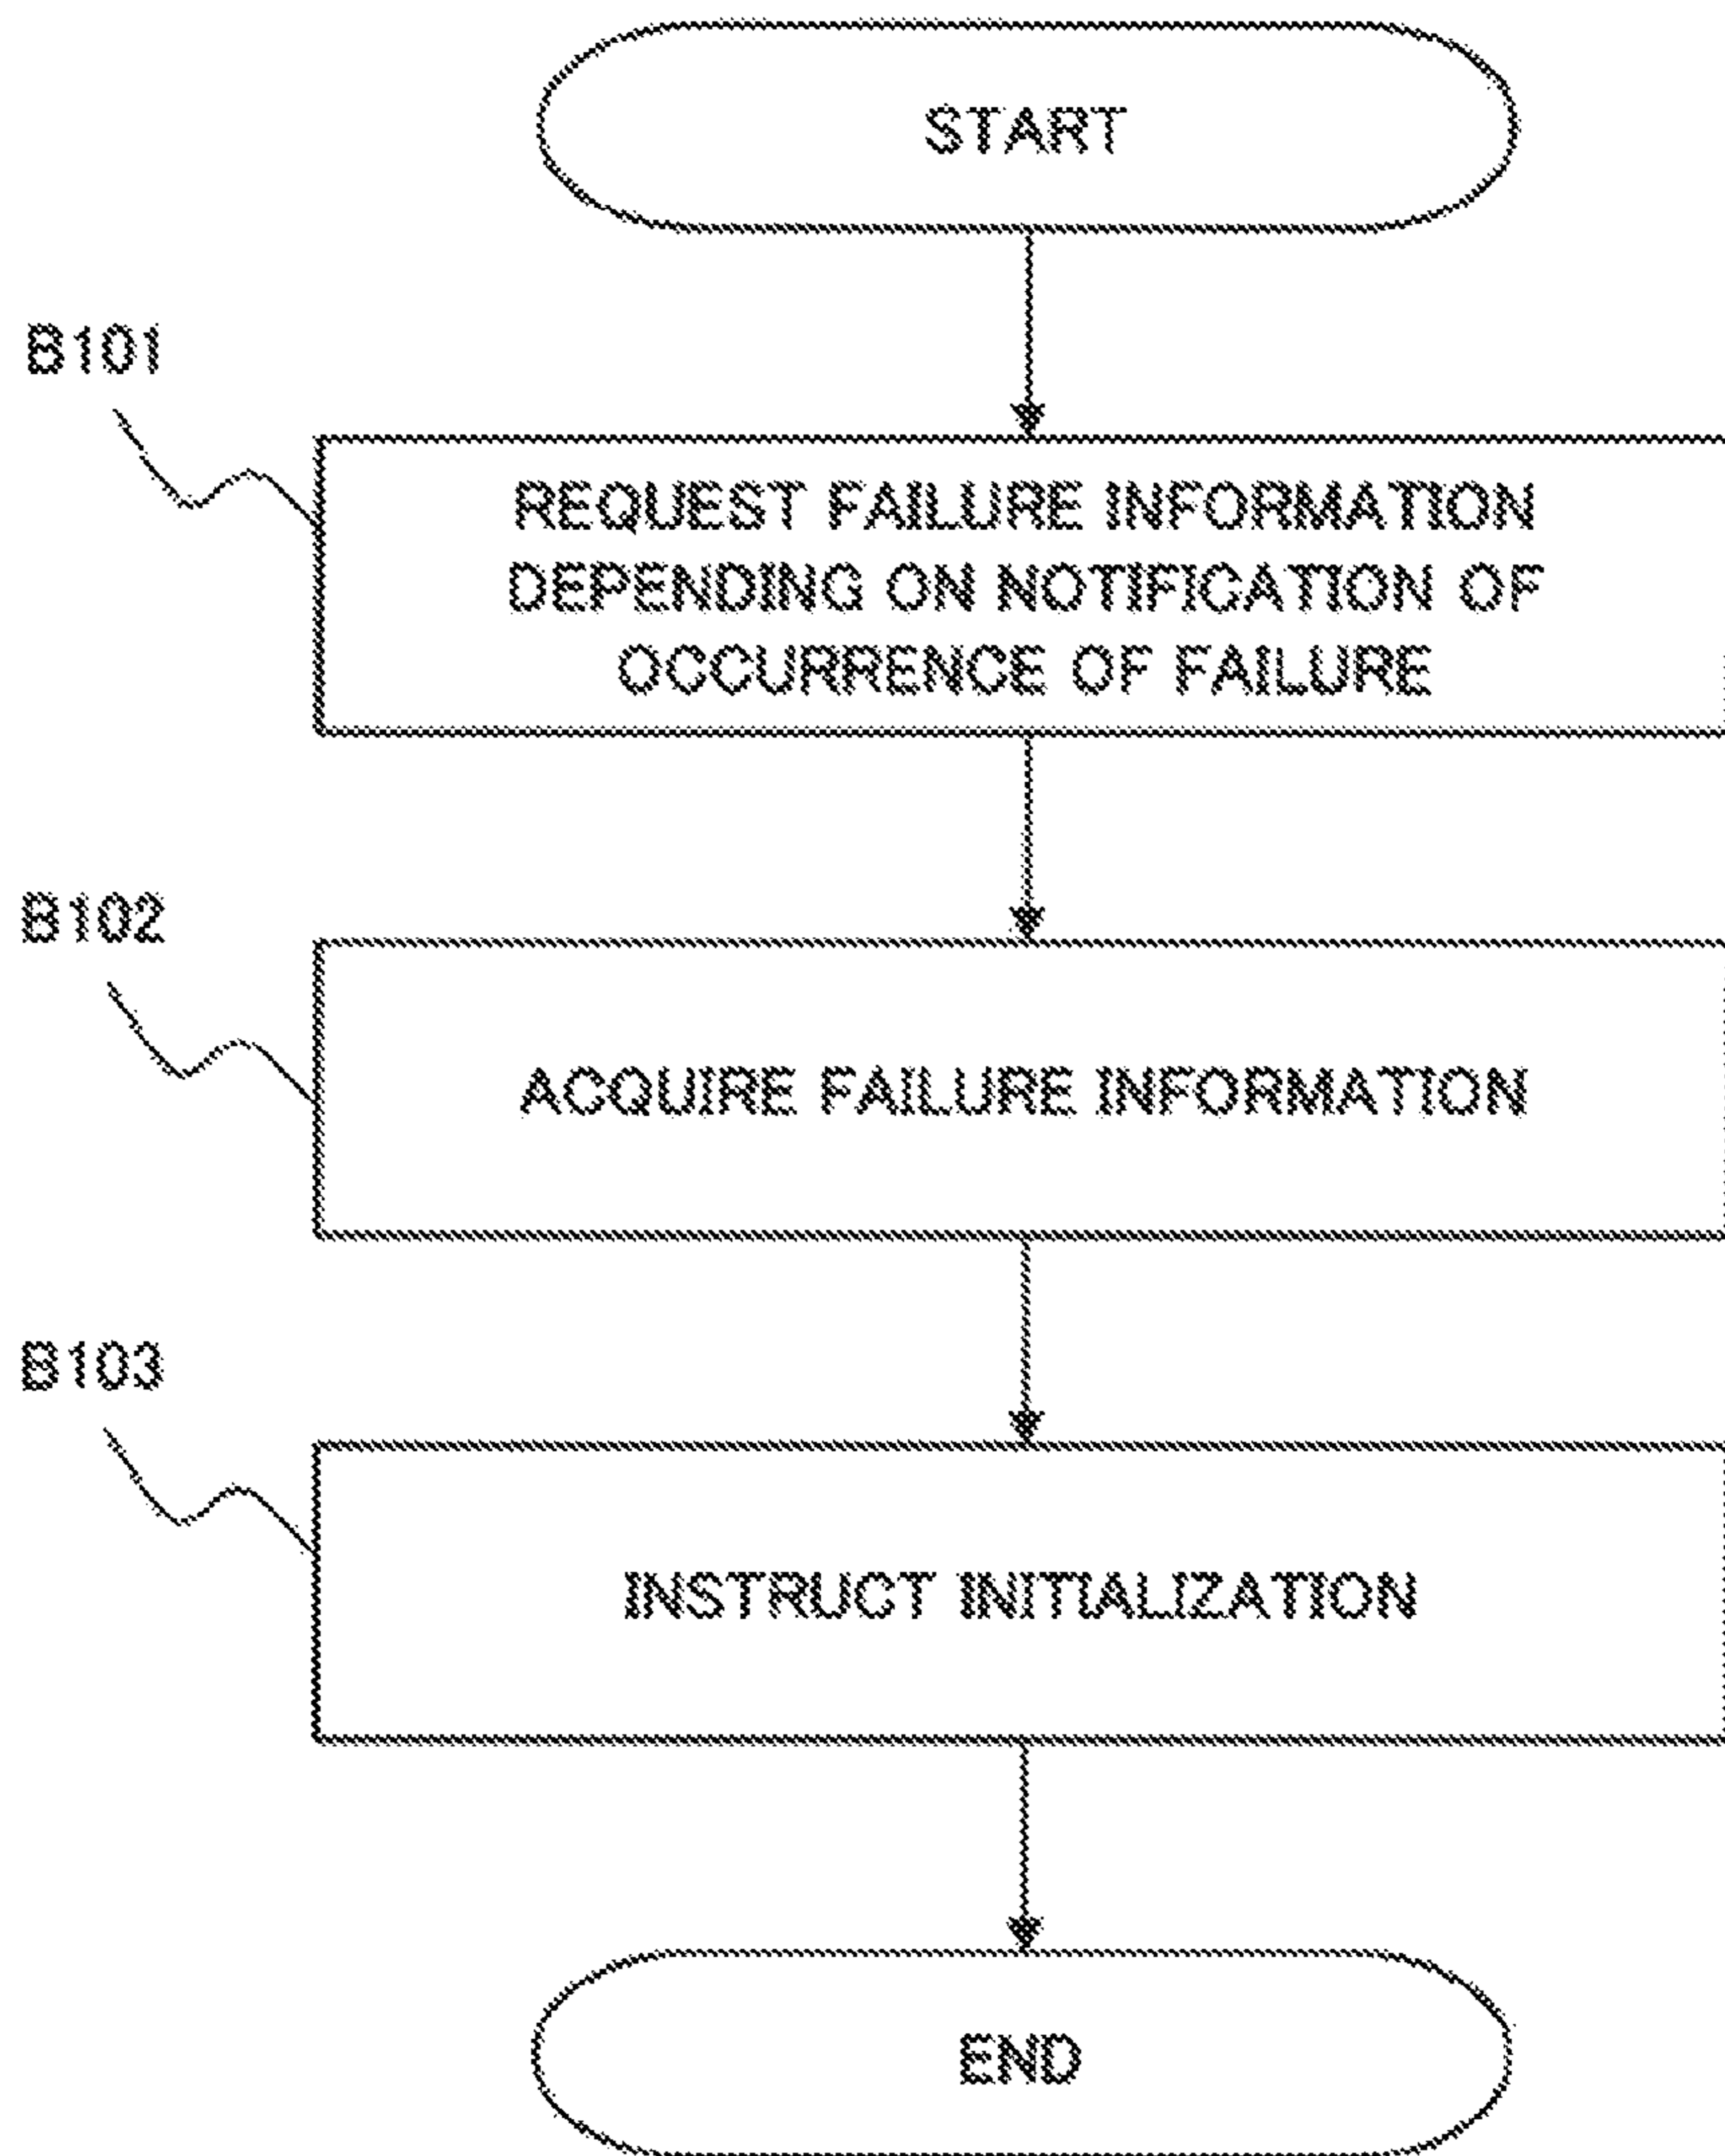 START
B101
REQUEST FAILURE INFORMATION
DEPENDING ON NOTIFICATION OF
OCCURRENCE OF FAILURE
B102
ACQUIRE FAILURE INFORMATION
B103
INSTRUCT INITIALIZATION
END